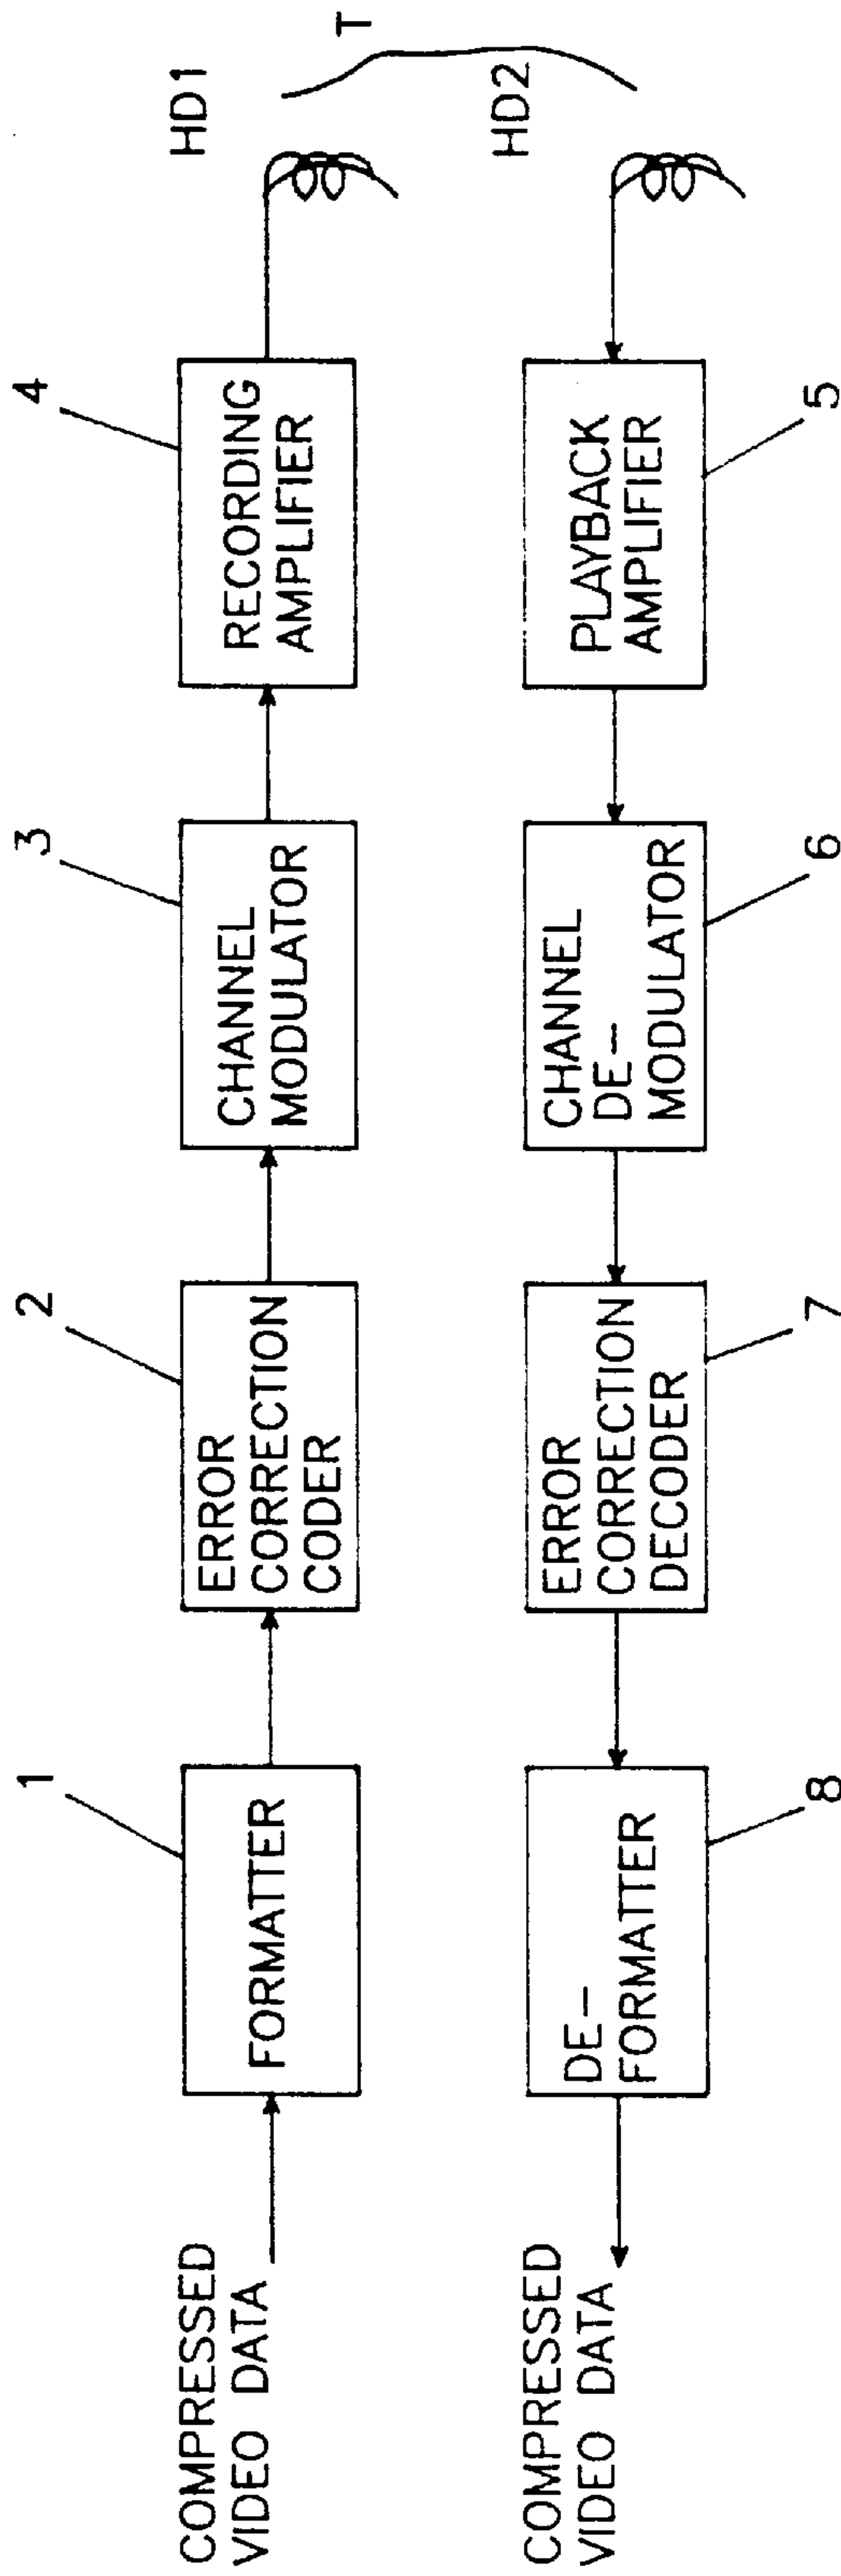 COMPRESSED
VIDEO DATA
1
FORMATTER
2
ERROR
CORRECTION
CODER
3
CHANNEL
MODULATOR
4
RECORDING
AMPLIFIER
HD1
T
HD2
COMPRESSED
VIDEO DATA
DE-
FORMATTER
8
ERROR
CORRECTION
DECODER
7
CHANNEL
DE-
MODULATOR
6
PLAYBACK
AMPLIFIER
5